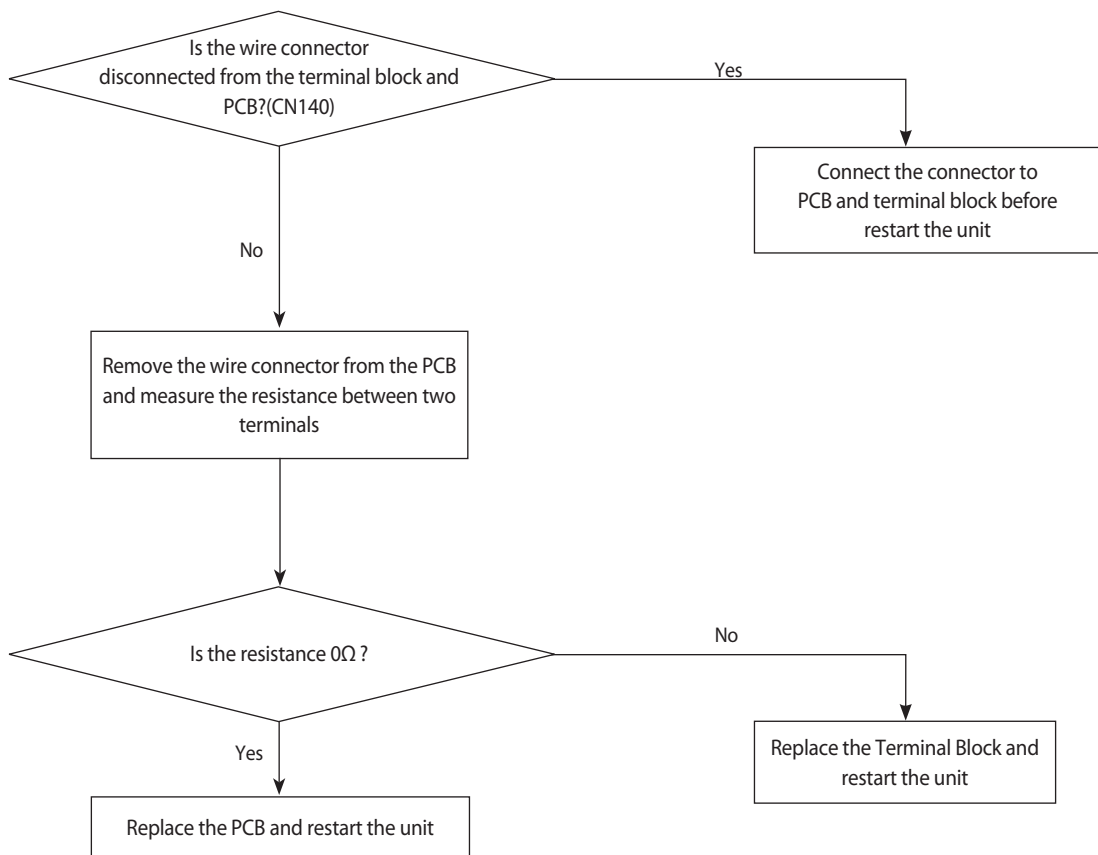 Is the wire connector
disconnected from the terminal block and
PCB?(CN140)
Yes
Connect the connector to
PCB and terminal block before
restart the unit
No
Remove the wire connector from the PCB
and measure the resistance between two
terminals
Is the resistance 0Ω ?
No
Yes
Replace the Terminal Block and
restart the unit
Replace the PCB and restart the unit